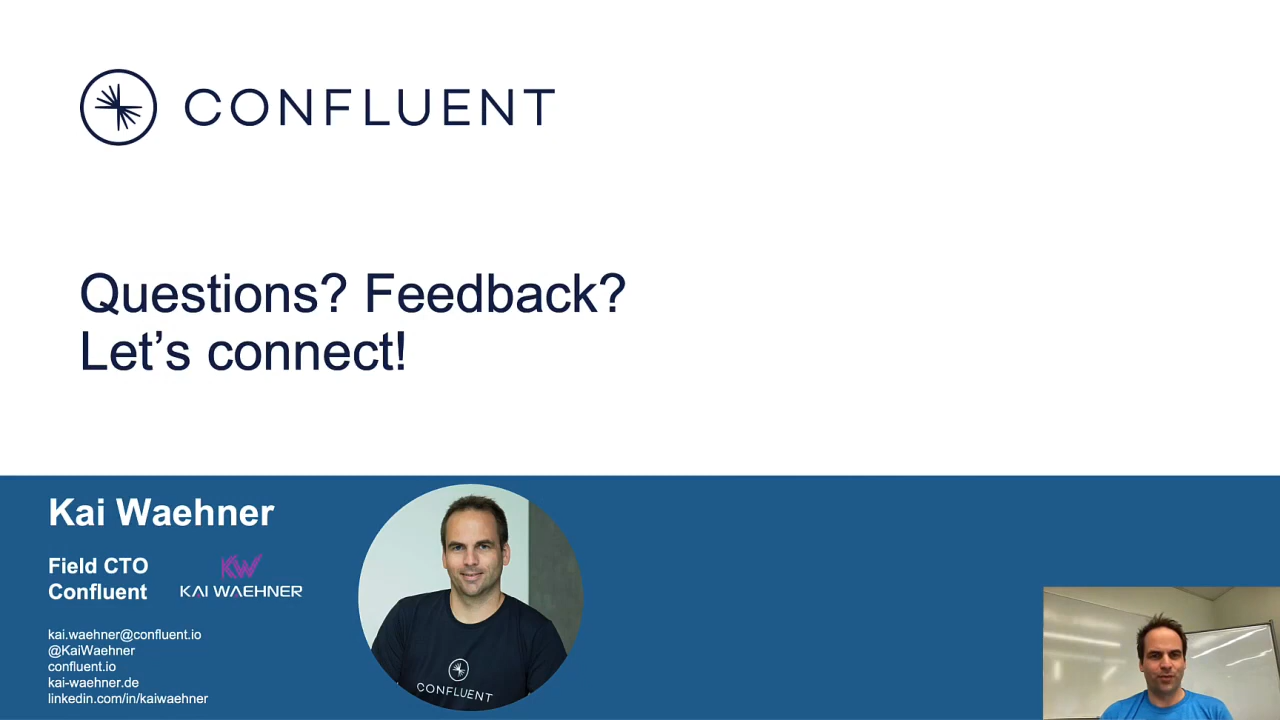 CONFLUENT
Questions? Feedback?
Let’s connect!
Kai Waehner
Field CTO
Confluent
KW
KAI WAEHNER
kai.waehner@confluent.io
@KaiWaehner
confluent.io
kai-waehner.de
linkedin.com/in/kaiwaehner
CONFLUENT